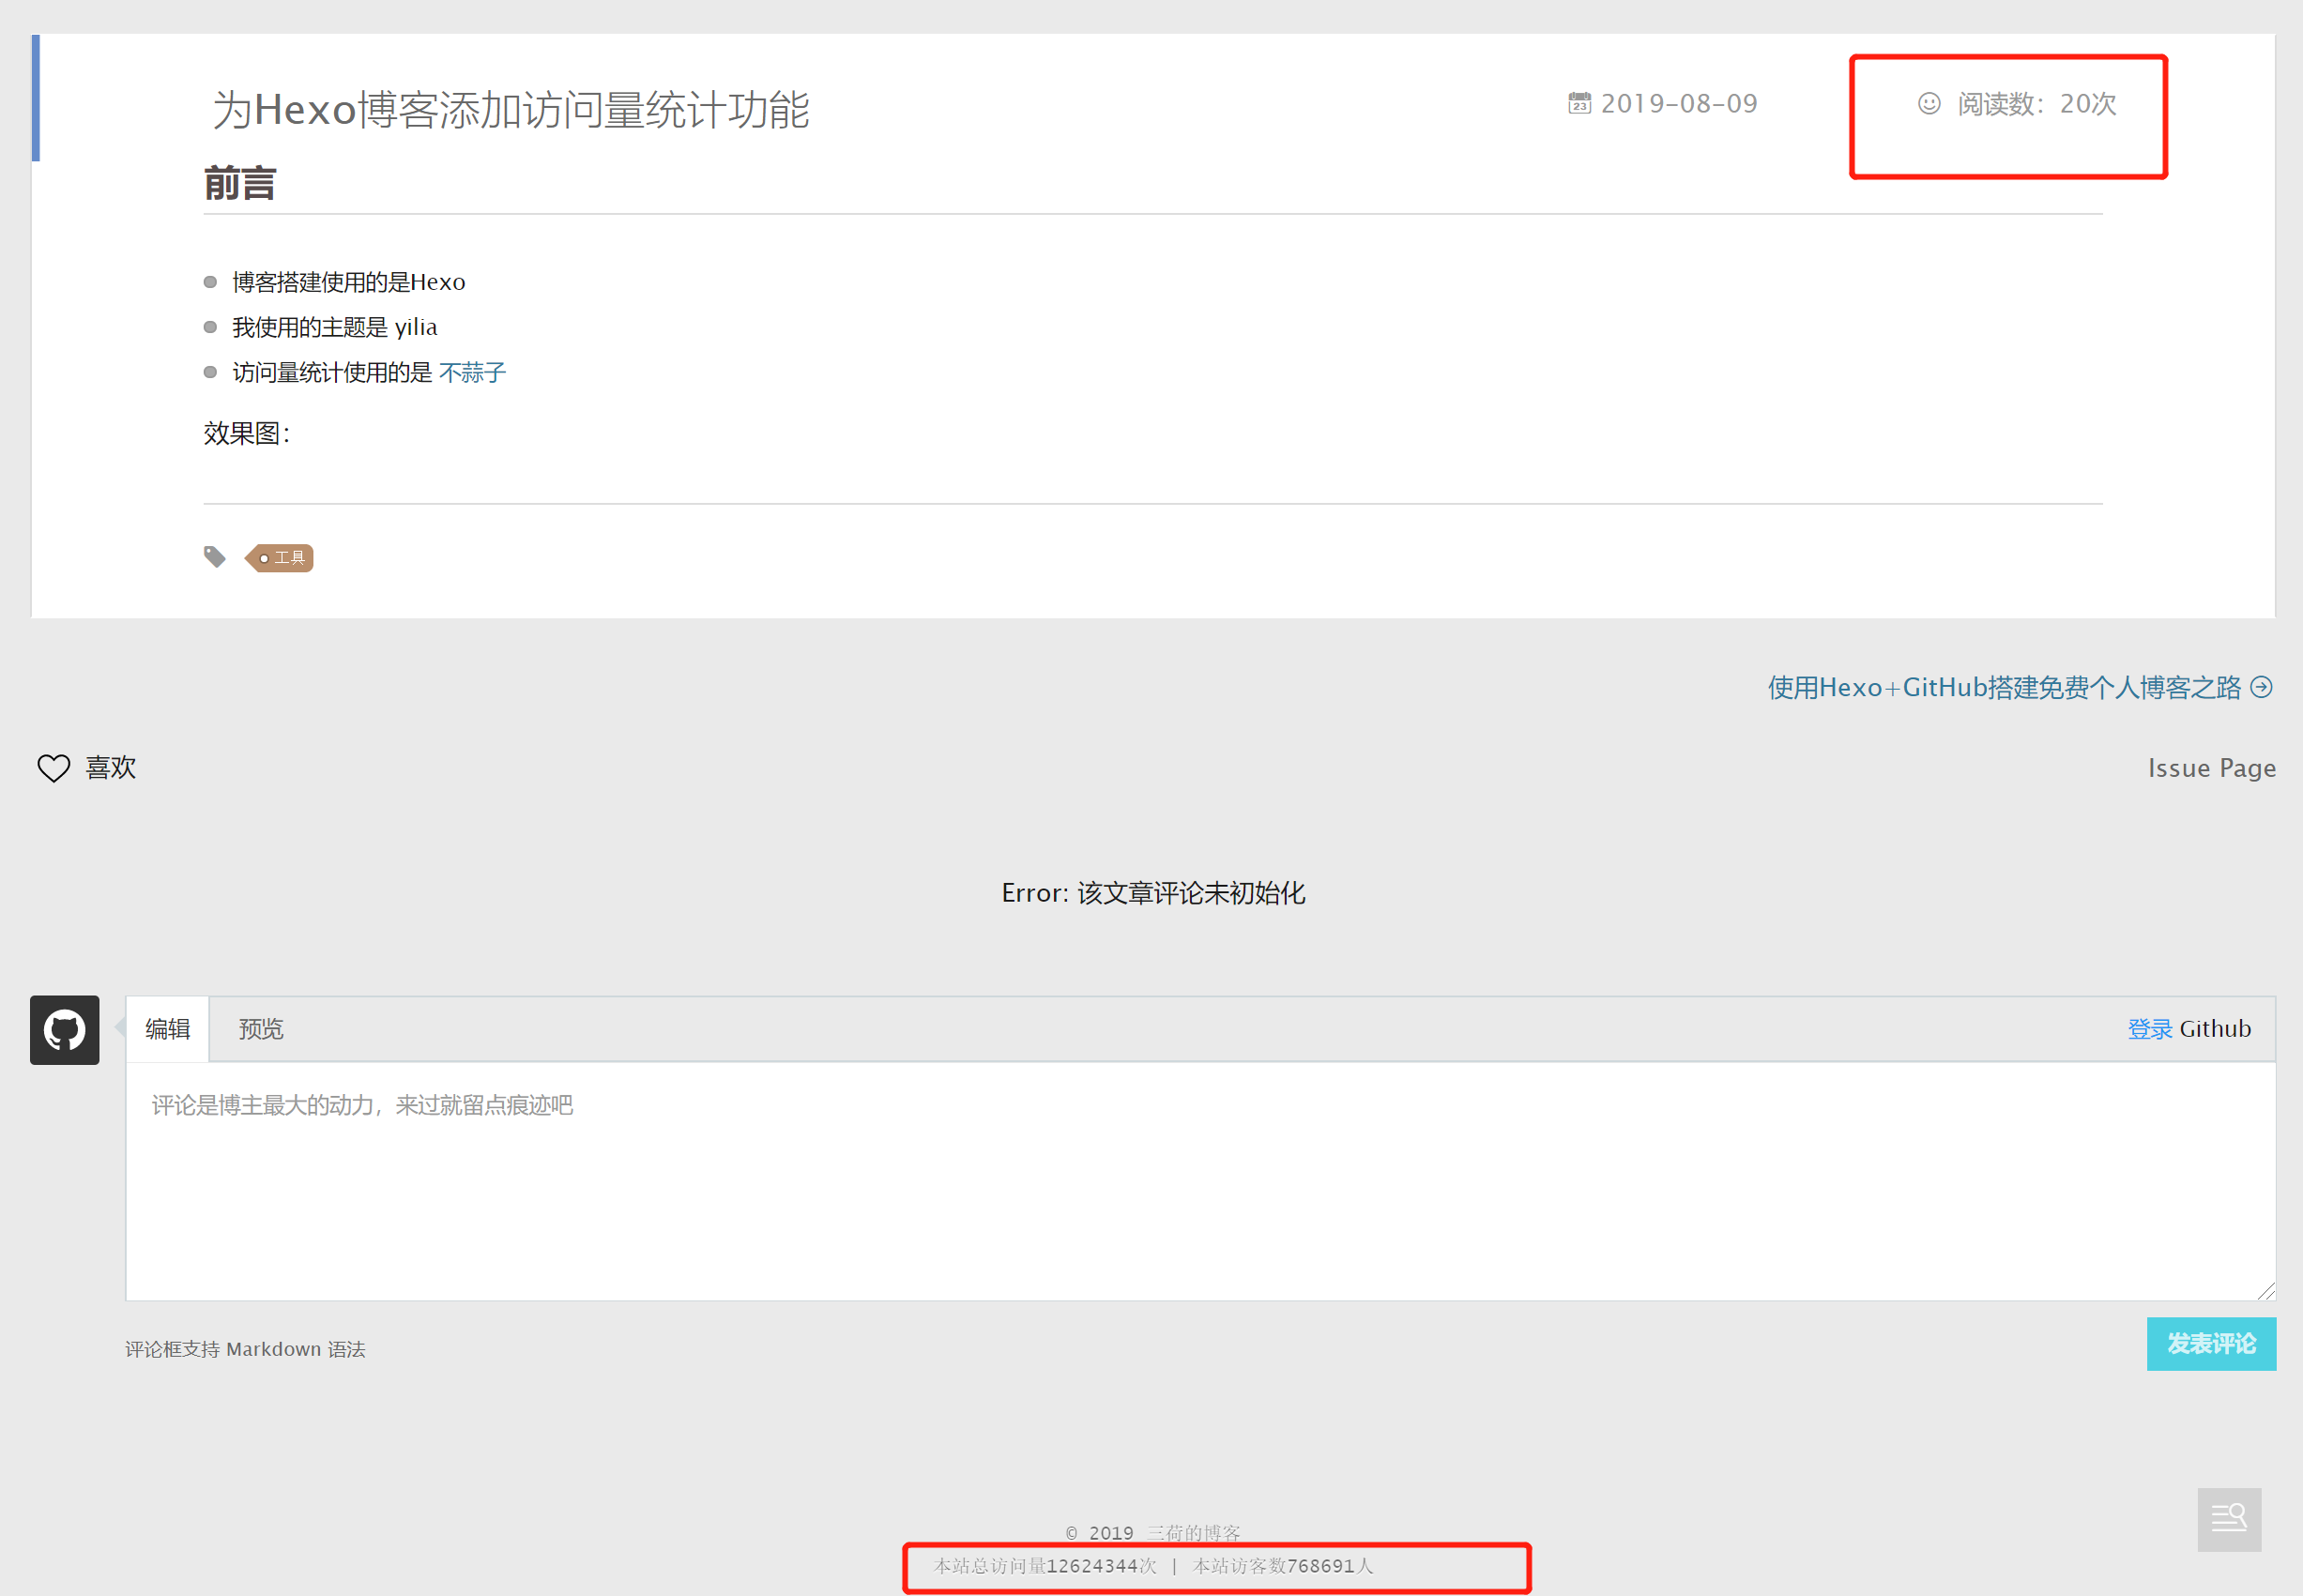 为Hexo博客添加访问量统计功能
23 2019-08-09
阅读数：20次
前言
博客搭建使用的是Hexo
我使用的主题是 yilia
访问量统计使用的是 不蒜子
效果图：
工具
使用Hexo+GitHub搭建免费个人博客之路
喜欢
Issue Page
Error: 该文章评论未初始化
编辑 预览 登录 Github
评论是博主最大的动力，来过就留点痕迹吧
评论框支持 Markdown 语法
发表评论
© 2019 三荷的博客
本站总访问量12624344次 | 本站访客数768691人